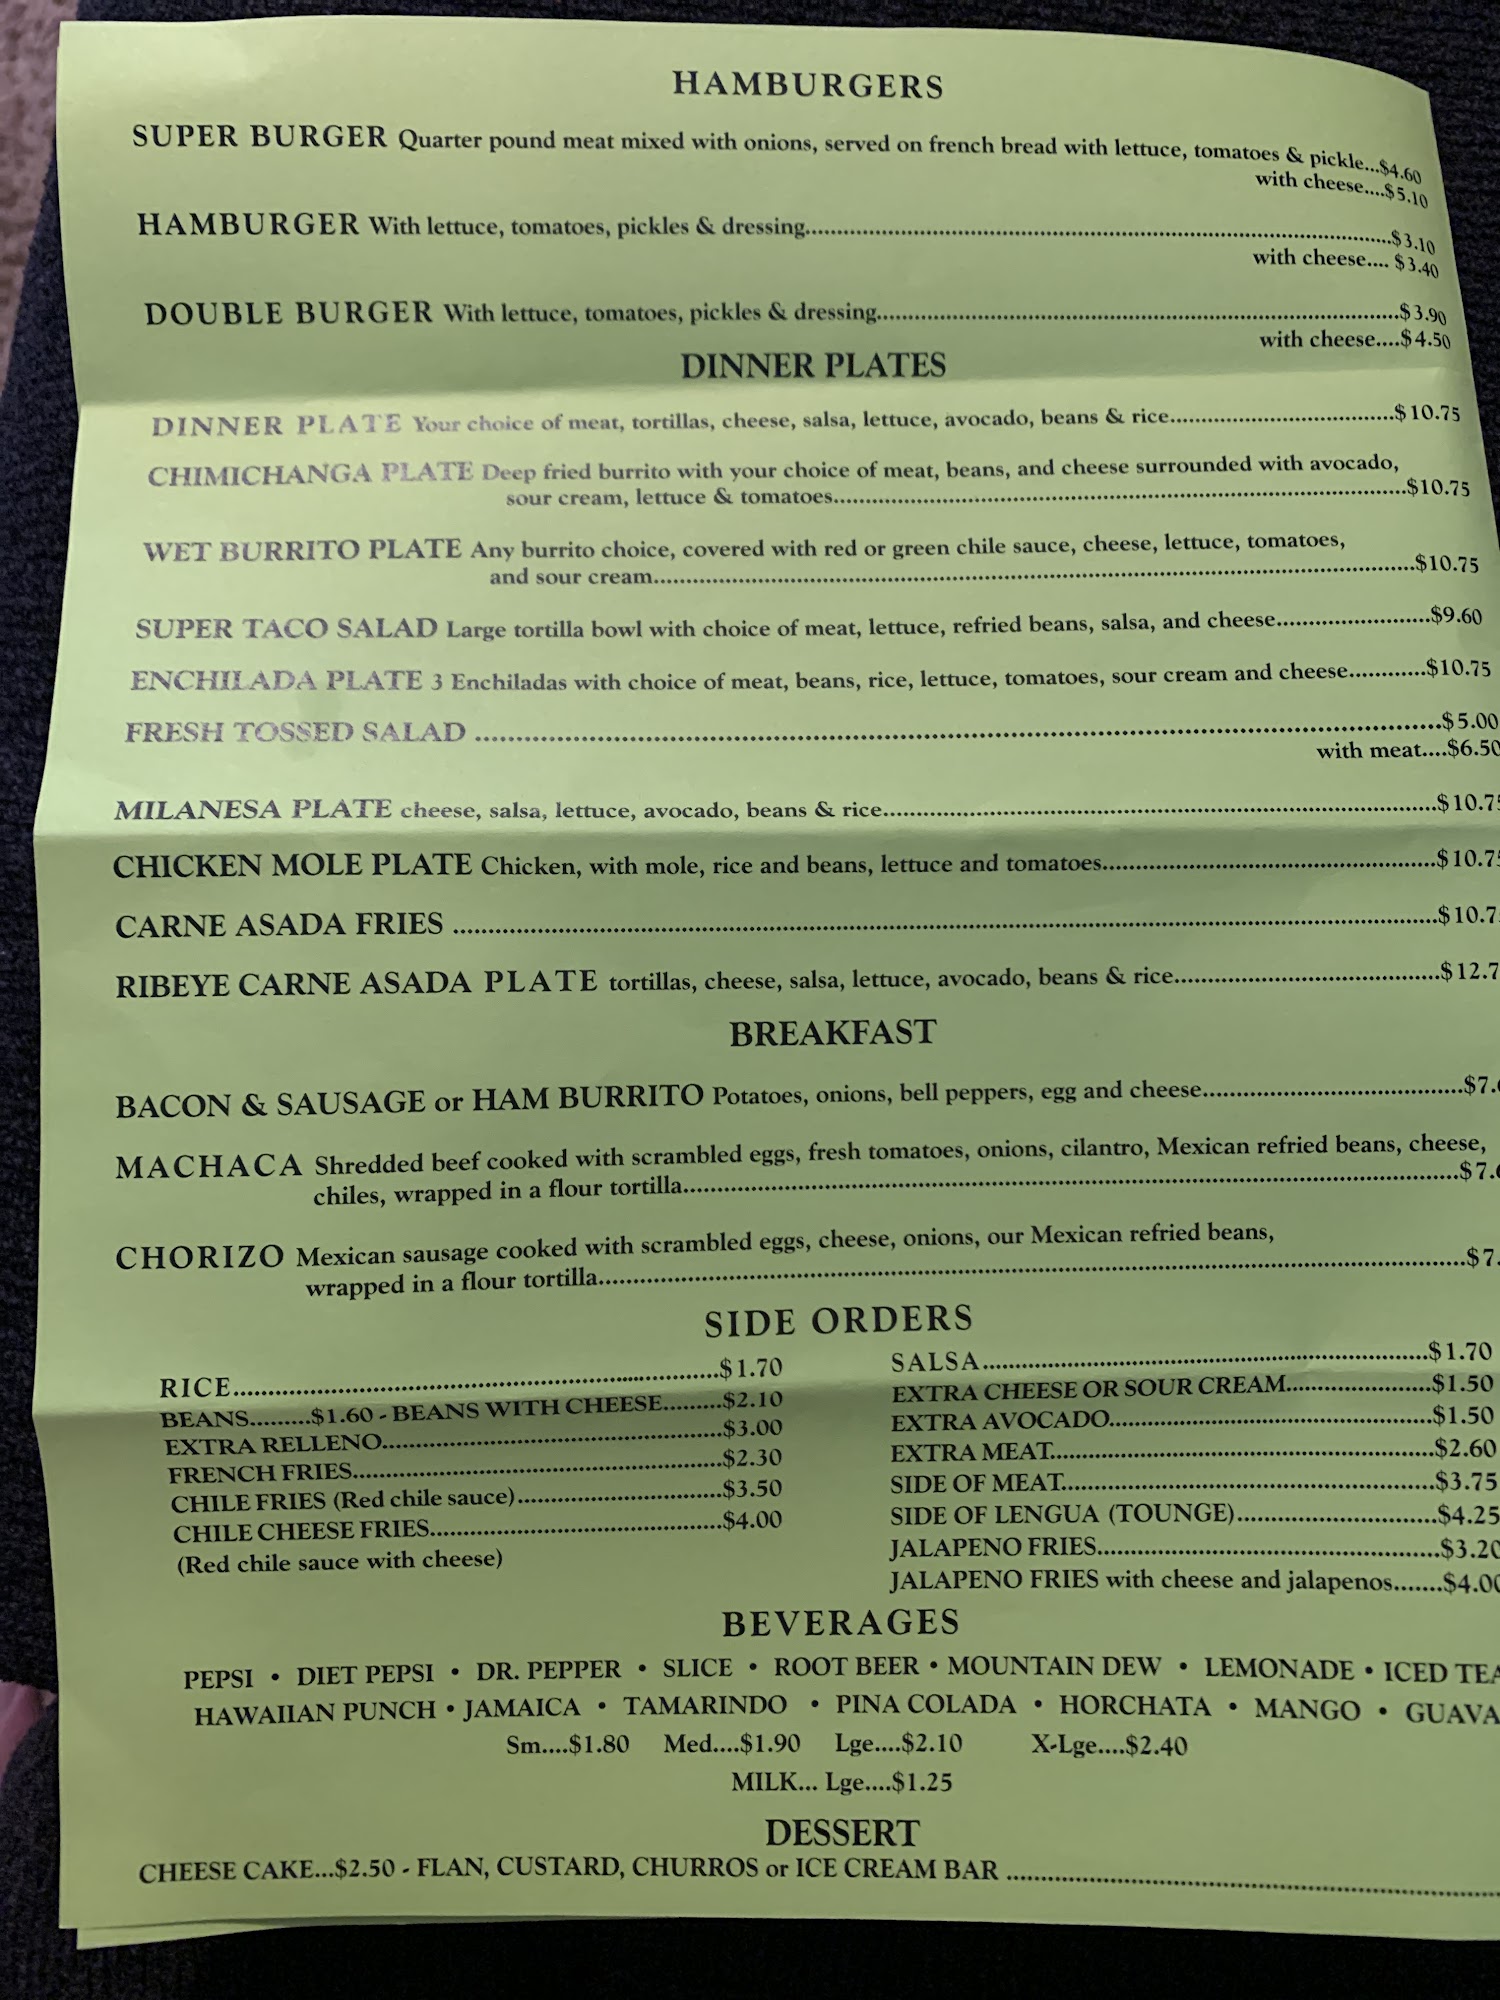 HAMBURGERS
SUPER BURGER Quarter pound meat mixed with onions, served on french bread with lettuce, tomatoes & pickle...$4.60
with cheese....$5.10
HAMBURGER With lettuce, tomatoes, pickles & dressing..........$3.10
with cheese.... $3.40
DOUBLE BURGER With lettuce, tomatoes, pickles & dressing..........$3.90
with cheese....$4.50
DINNER PLATES
DINNER PLATE Your choice of meat, tortillas, cheese, salsa, lettuce, avocado, beans & rice..........$10.75
CHIMICHANGA PLATE Deep fried burrito with your choice of meat, beans, and cheese surrounded with avocado,
sour cream, lettuce & tomatoes..........$10.75
WET BURRITO PLATE Any burrito choice, covered with red or green chile sauce, cheese, lettuce, tomatoes,
and sour cream..........$10.75
SUPER TACO SALAD Large tortilla bowl with choice of meat, lettuce, refried beans, salsa, and cheese..........$9.60
ENCHILADA PLATE 3 Enchiladas with choice of meat, beans, rice, lettuce, tomatoes, sour cream and cheese..........$10.75
FRESH TOSSED SALAD ..........$5.00
with meat....$6.50
MILANESA PLATE cheese, salsa, lettuce, avocado, beans & rice..........$10.75
CHICKEN MOLE PLATE Chicken, with mole, rice and beans, lettuce and tomatoes..........$10.75
CARNE ASADA FRIES ..........$10.7
RIBEYE CARNE ASADA PLATE tortillas, cheese, salsa, lettuce, avocado, beans & rice..........$12.7
BREAKFAST
BACON & SAUSAGE or HAM BURRITO Potatoes, onions, bell peppers, egg and cheese..........$7.
MACHACA Shredded beef cooked with scrambled eggs, fresh tomatoes, onions, cilantro, Mexican refried beans, cheese,
chiles, wrapped in a flour tortilla..........$7.
CHORIZO Mexican sausage cooked with scrambled eggs, cheese, onions, our Mexican refried beans,
wrapped in a flour tortilla..........$7.
SIDE ORDERS
RICE..........$1.70
BEANS.........$1.60 - BEANS WITH CHEESE.........$2.10
EXTRA RELLENO..........$3.00
FRENCH FRIES..........$2.30
CHILE FRIES (Red chile sauce)..........$3.50
CHILE CHEESE FRIES..........$4.00
(Red chile sauce with cheese)
SALSA..........$1.70
EXTRA CHEESE OR SOUR CREAM..........$1.50
EXTRA AVOCADO..........$1.50
EXTRA MEAT..........$2.60
SIDE OF MEAT..........$3.75
SIDE OF LENGUA (TOUNGE)..........$4.25
JALAPENO FRIES..........$3.20
JALAPENO FRIES with cheese and jalapenos.......$4.00
BEVERAGES
PEPSI • DIET PEPSI • DR. PEPPER • SLICE • ROOT BEER • MOUNTAIN DEW • LEMONADE • ICED TEA
HAWAIIAN PUNCH • JAMAICA • TAMARINDO • PINA COLADA • HORCHATA • MANGO • GUAVA
Sm....$1.80 Med....$1.90 Lge....$2.10 X-Lge....$2.40
MILK... Lge....$1.25
DESSERT
CHEESE CAKE...$2.50 - FLAN, CUSTARD, CHURROS or ICE CREAM BAR ..........